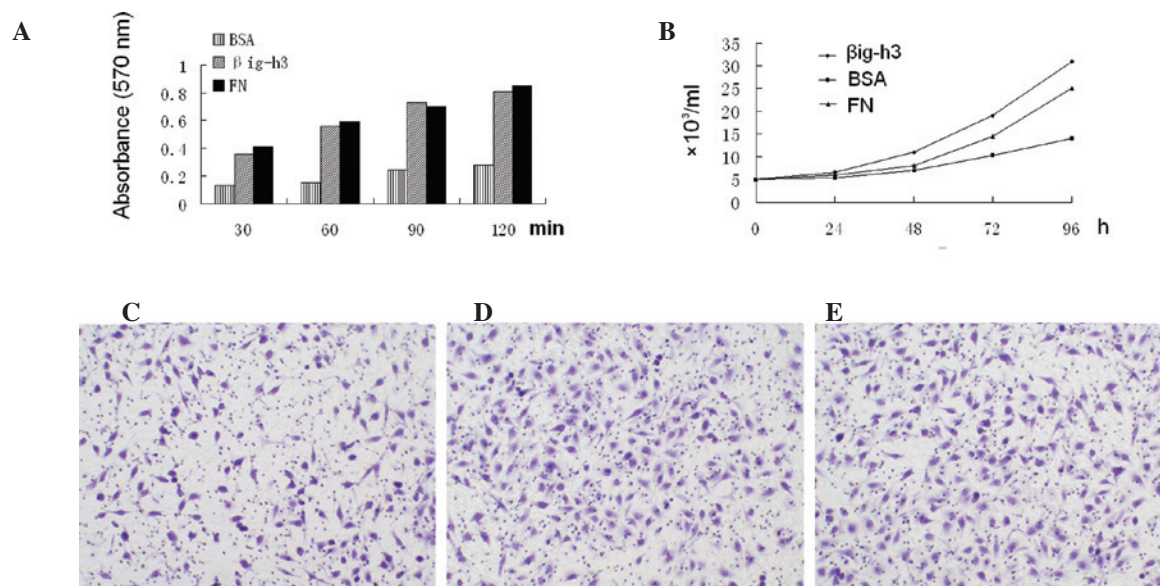 A
Absorbance (570 nm)
BSA
βig-h3
FN
1
0.8
0.6
0.4
0.2
0
30 60 90 120 min
B
×10³/ml
35
30
25
20
15
10
5
0
βig-h3
BSA
FN
0 24 48 72 96 h
C
D
E